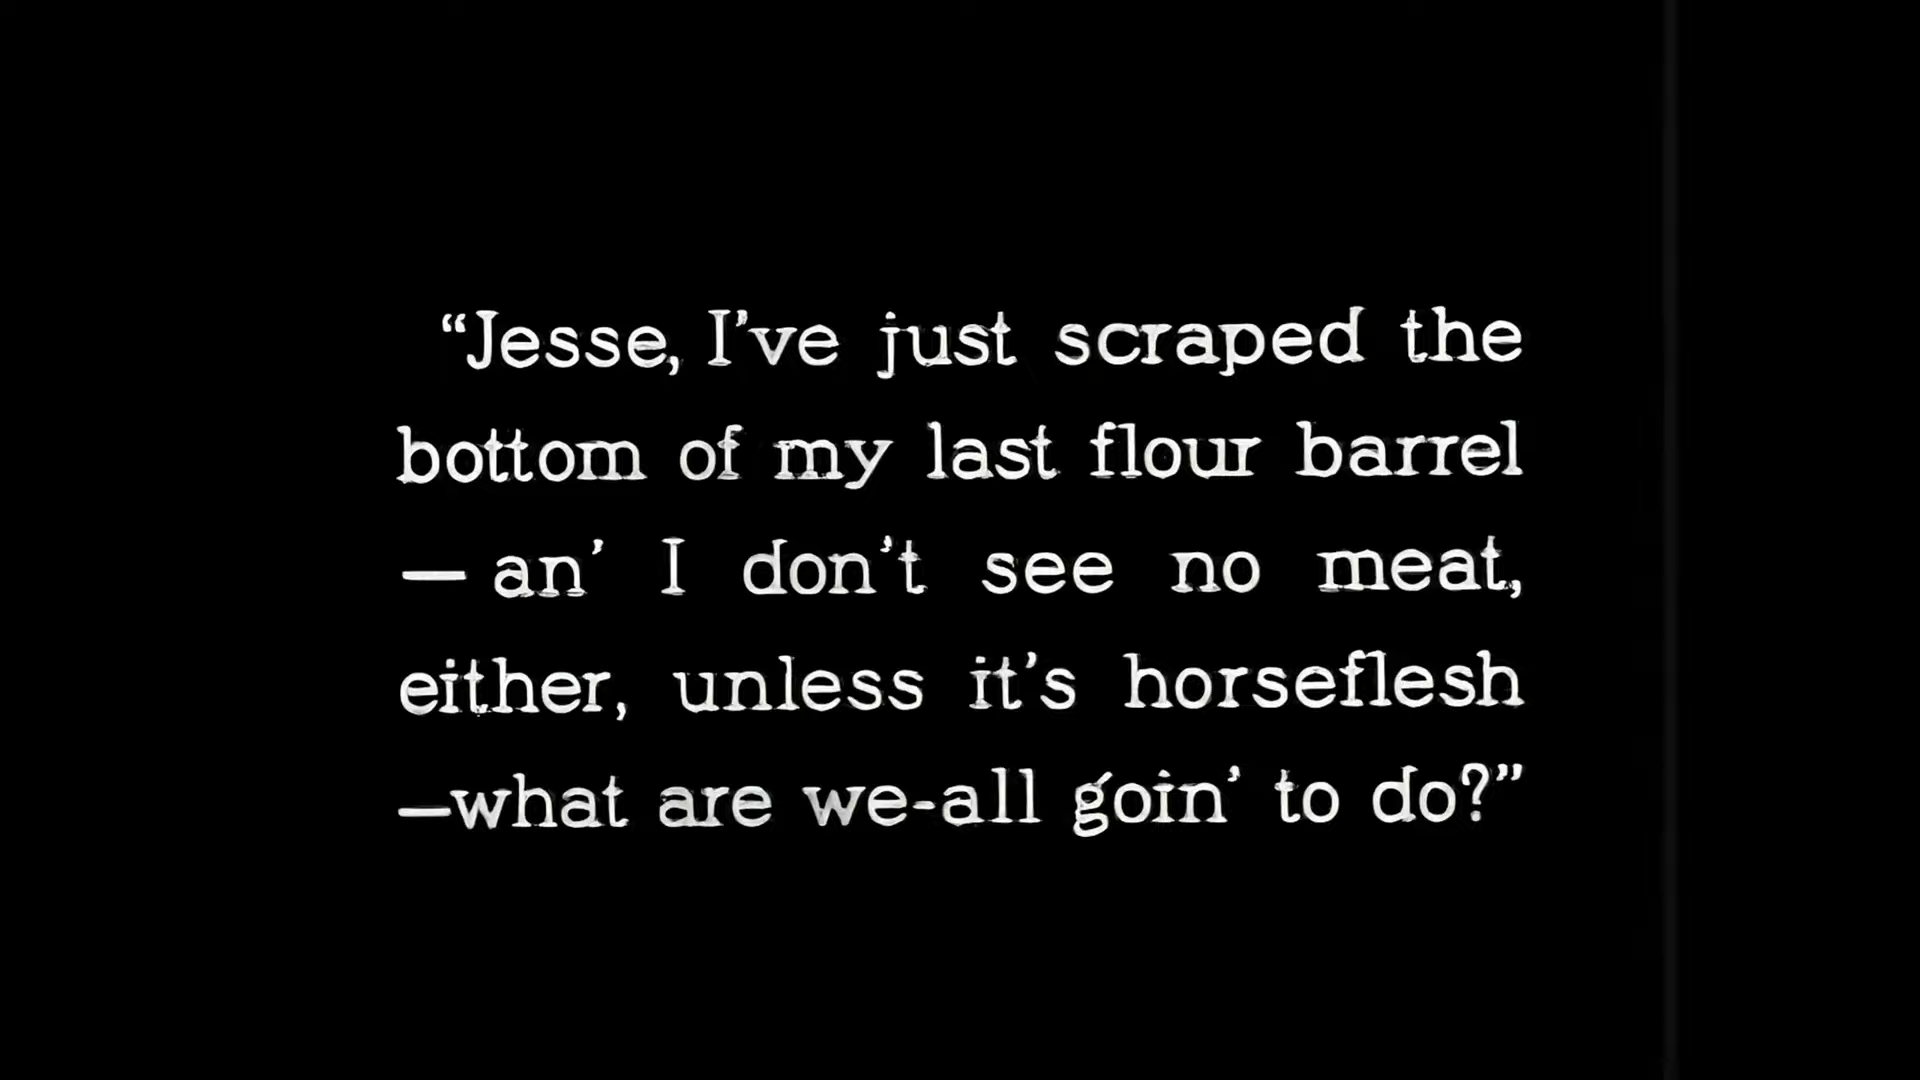 “Jesse, I’ve just scraped the
bottom of my last flour barrel
— an’ I don’t see no meat,
either, unless it’s horseflesh
—what are we-all goin’ to do?”